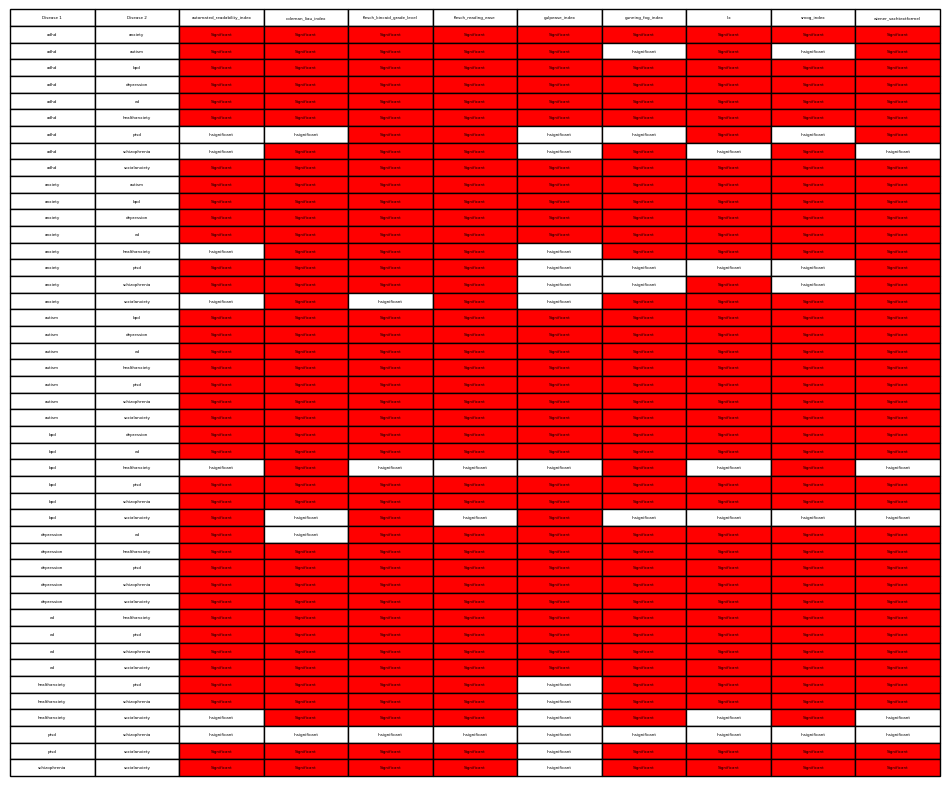 Disease 1 Disease 2 automated_readability_index coleman_liau_index flesch_kincaid_grade_level flesch_reading_ease gulpease_index gunning_fog_index lix smog_index wiener_sachtextformel
adhd anxiety Significant Significant Significant Significant Significant Significant Significant Significant Significant
adhd autism Significant Significant Significant Significant Significant Insignificant Significant Insignificant Significant
adhd bpd Significant Significant Significant Significant Significant Significant Significant Significant Significant
adhd depression Significant Significant Significant Significant Significant Significant Significant Significant Significant
adhd ed Significant Significant Significant Significant Significant Significant Significant Significant Significant
adhd healthanxiety Significant Significant Significant Significant Significant Significant Significant Significant Significant
adhd ptsd Insignificant Insignificant Significant Significant Insignificant Insignificant Significant Insignificant Significant
adhd schizophrenia Insignificant Significant Significant Significant Insignificant Significant Insignificant Significant Insignificant
adhd socialanxiety Significant Significant Significant Significant Significant Significant Significant Significant Significant
anxiety autism Significant Significant Significant Significant Significant Significant Significant Significant Significant
anxiety bpd Significant Significant Significant Significant Significant Significant Significant Significant Significant
anxiety depression Significant Significant Significant Significant Significant Significant Significant Significant Significant
anxiety ed Significant Significant Significant Significant Significant Significant Significant Significant Significant
anxiety healthanxiety Insignificant Significant Significant Significant Insignificant Significant Significant Significant Significant
anxiety ptsd Significant Significant Significant Significant Insignificant Insignificant Insignificant Insignificant Significant
anxiety schizophrenia Significant Significant Significant Significant Insignificant Insignificant Significant Insignificant Significant
anxiety socialanxiety Insignificant Significant Insignificant Significant Insignificant Significant Significant Significant Significant
autism bpd Significant Significant Significant Significant Significant Significant Significant Significant Significant
autism depression Significant Significant Significant Significant Significant Significant Significant Significant Significant
autism ed Significant Significant Significant Significant Significant Significant Significant Significant Significant
autism healthanxiety Significant Significant Significant Significant Significant Significant Significant Significant Significant
autism ptsd Significant Significant Significant Significant Significant Significant Significant Significant Significant
autism schizophrenia Significant Significant Significant Significant Significant Significant Significant Significant Significant
autism socialanxiety Significant Significant Significant Significant Significant Significant Significant Significant Significant
bpd depression Significant Significant Significant Significant Significant Significant Significant Significant Significant
bpd ed Significant Significant Significant Significant Significant Significant Significant Significant Significant
bpd healthanxiety Insignificant Significant Insignificant Insignificant Insignificant Significant Insignificant Significant Insignificant
bpd ptsd Significant Significant Significant Significant Significant Significant Significant Significant Significant
bpd schizophrenia Significant Significant Significant Significant Significant Significant Significant Significant Significant
bpd socialanxiety Significant Insignificant Significant Insignificant Significant Insignificant Insignificant Insignificant Insignificant
depression ed Significant Insignificant Significant Significant Significant Significant Significant Significant Significant
depression healthanxiety Significant Significant Significant Significant Significant Significant Significant Significant Significant
depression ptsd Significant Significant Significant Significant Significant Significant Significant Significant Significant
depression schizophrenia Significant Significant Significant Significant Significant Significant Significant Significant Significant
depression socialanxiety Significant Significant Significant Significant Significant Significant Significant Significant Significant
ed healthanxiety Significant Significant Significant Significant Significant Significant Significant Significant Significant
ed ptsd Significant Significant Significant Significant Significant Significant Significant Significant Significant
ed schizophrenia Significant Significant Significant Significant Significant Significant Significant Significant Significant
ed socialanxiety Significant Significant Significant Significant Significant Significant Significant Significant Significant
healthanxiety ptsd Significant Significant Significant Significant Insignificant Significant Significant Significant Significant
healthanxiety schizophrenia Significant Significant Significant Significant Insignificant Significant Significant Significant Significant
healthanxiety socialanxiety Insignificant Significant Significant Significant Insignificant Significant Insignificant Significant Insignificant
ptsd schizophrenia Insignificant Insignificant Insignificant Insignificant Insignificant Insignificant Insignificant Insignificant Insignificant
ptsd socialanxiety Significant Significant Significant Significant Insignificant Significant Significant Significant Significant
schizophrenia socialanxiety Significant Significant Significant Significant Insignificant Significant Significant Significant Significant